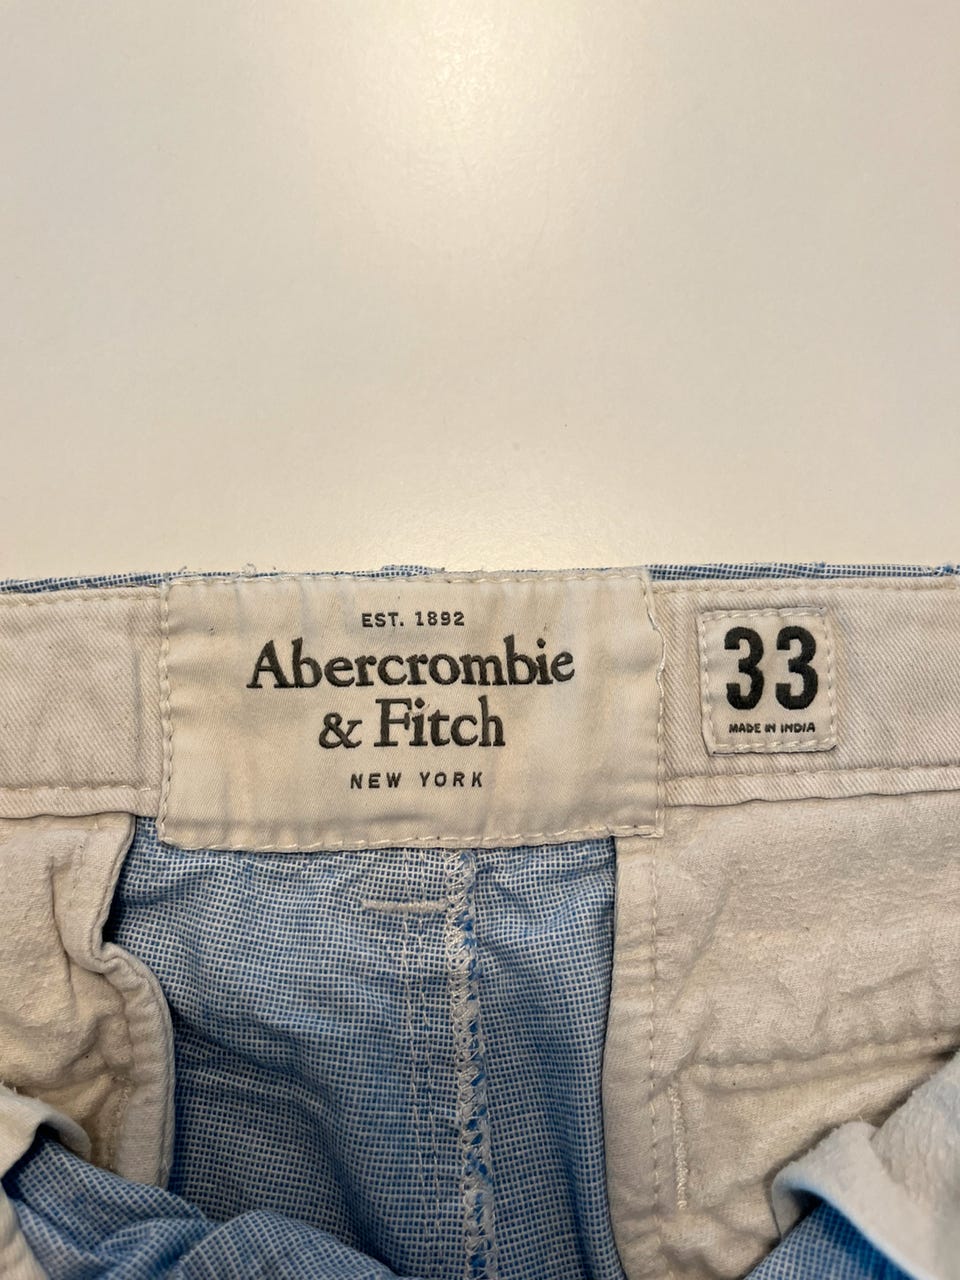 EST. 1892
Abercrombie
& Fitch
NEW YORK
33
MADE IN INDIA